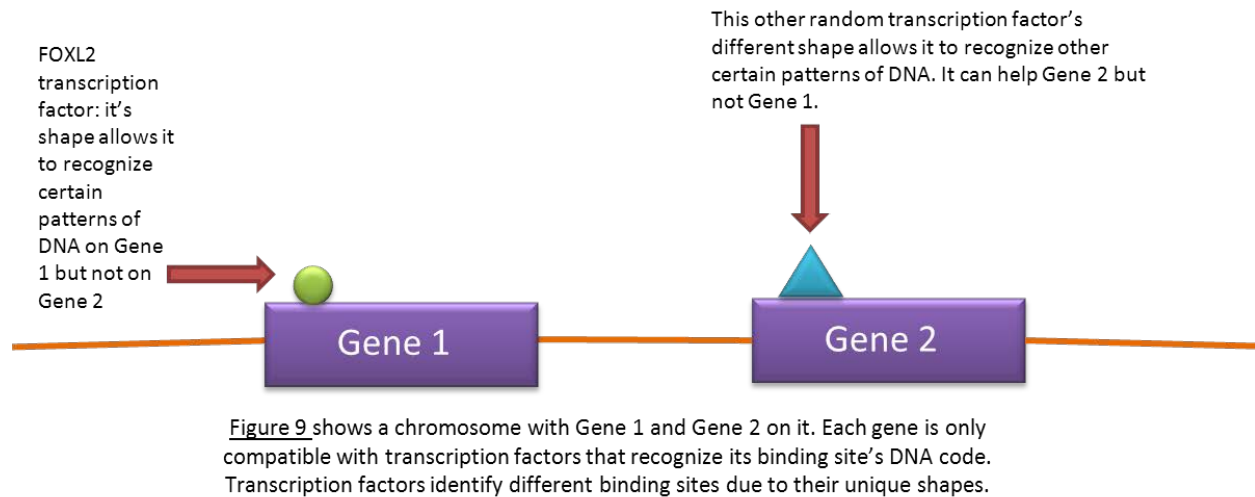 FOXL2
transcription
factor: it's
shape allows it
to recognize
certain
patterns of
DNA on Gene
1 but not on
Gene 2
This other random transcription factor's
different shape allows it to recognize other
certain patterns of DNA. It can help Gene 2 but
not Gene 1.
Gene 1
Gene 2
Figure 9 shows a chromosome with Gene 1 and Gene 2 on it. Each gene is only
compatible with transcription factors that recognize its binding site's DNA code.
Transcription factors identify different binding sites due to their unique shapes.